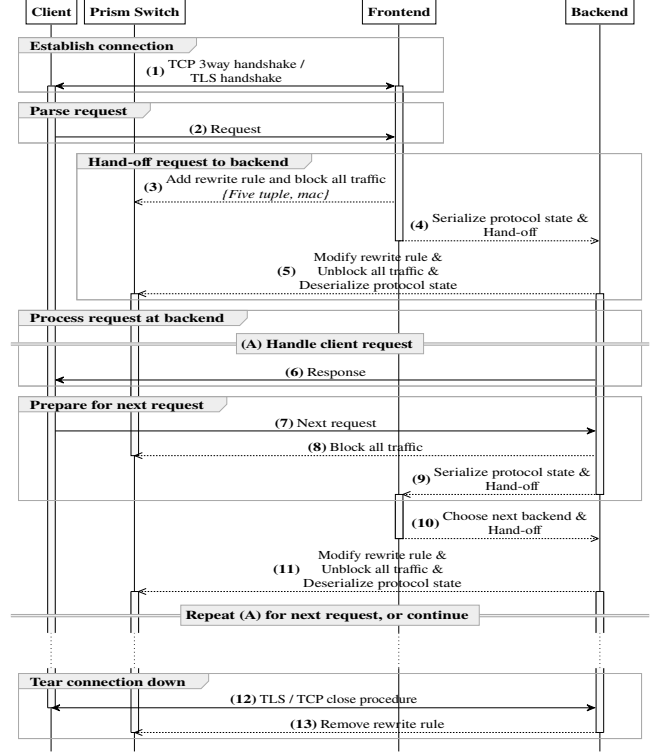 Client Prism Switch Frontend Backend
Establish connection
(1) TCP 3way handshake /
TLS handshake
Parse request
(2) Request
Hand-off request to backend
(3) Add rewrite rule and block all traffic
{Five tuple, mac}
(4) Serialize protocol state &
Hand-off
(5) Modify rewrite rule &
Unblock all traffic &
Deserialize protocol state
Process request at backend
(A) Handle client request
(6) Response
Prepare for next request
(7) Next request
(8) Block all traffic
(9) Serialize protocol state &
Hand-off
(10) Choose next backend &
Hand-off
(11) Modify rewrite rule &
Unblock all traffic &
Deserialize protocol state
Repeat (A) for next request, or continue
Tear connection down
(12) TLS / TCP close procedure
(13) Remove rewrite rule